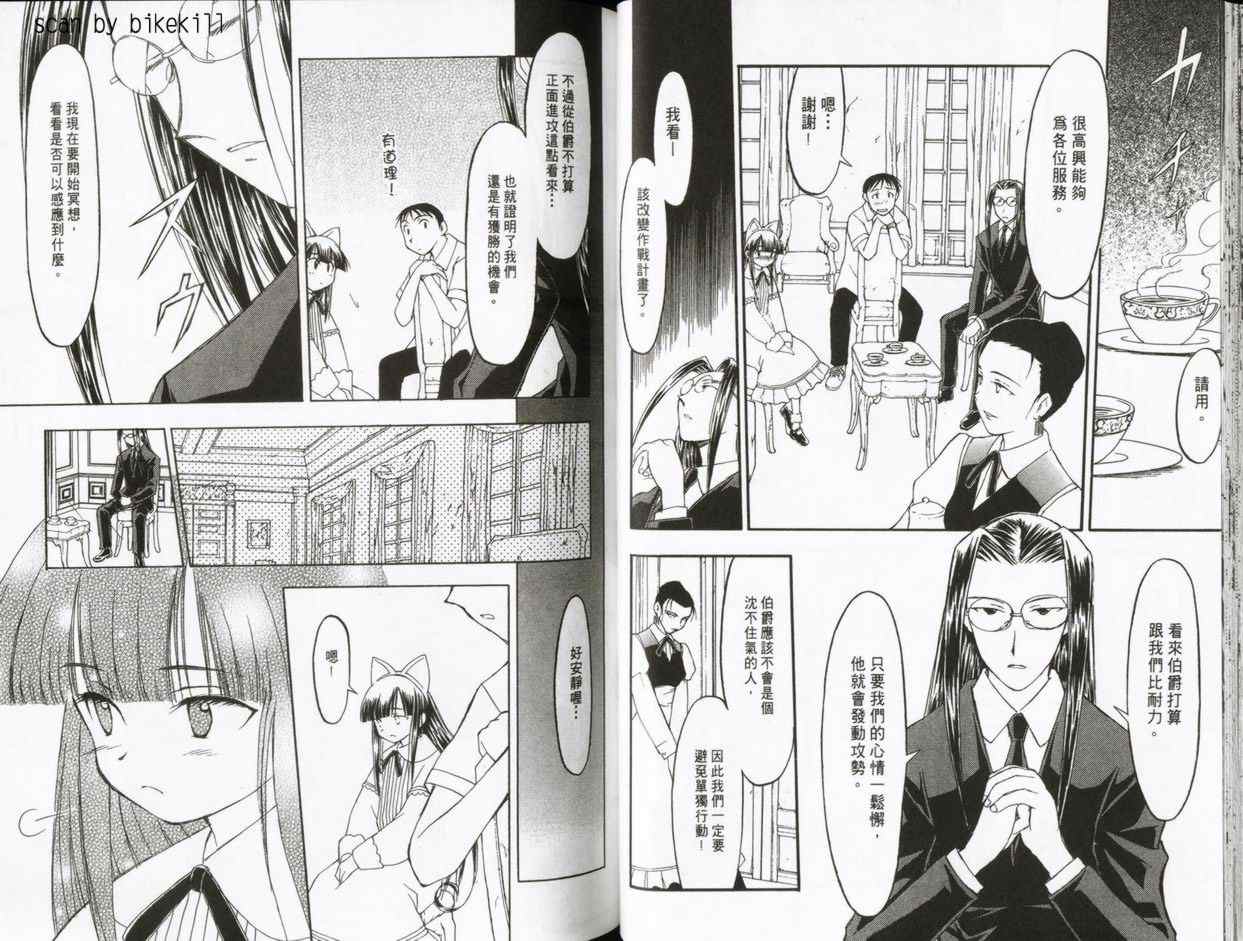 scan by bikekill
カチャ
請用。
很高興能夠
為各位服務。
嗯…
謝謝！
我看－
該改變作戰計畫了。
看來伯爵打算
跟我們比耐力。
只要我們的心情一鬆懈，
他就會發動攻勢。
伯爵應該不會是個
沈不住氣的人，
因此我們一定要
避免單獨行動！
不過從伯爵不打算
正面進攻這點看來…
也就證明了我們
還是有獲勝的機會。
有道理！
我現在要開始冥想，
看看是否可以感應到什麼。
好安靜喔…
嗯－